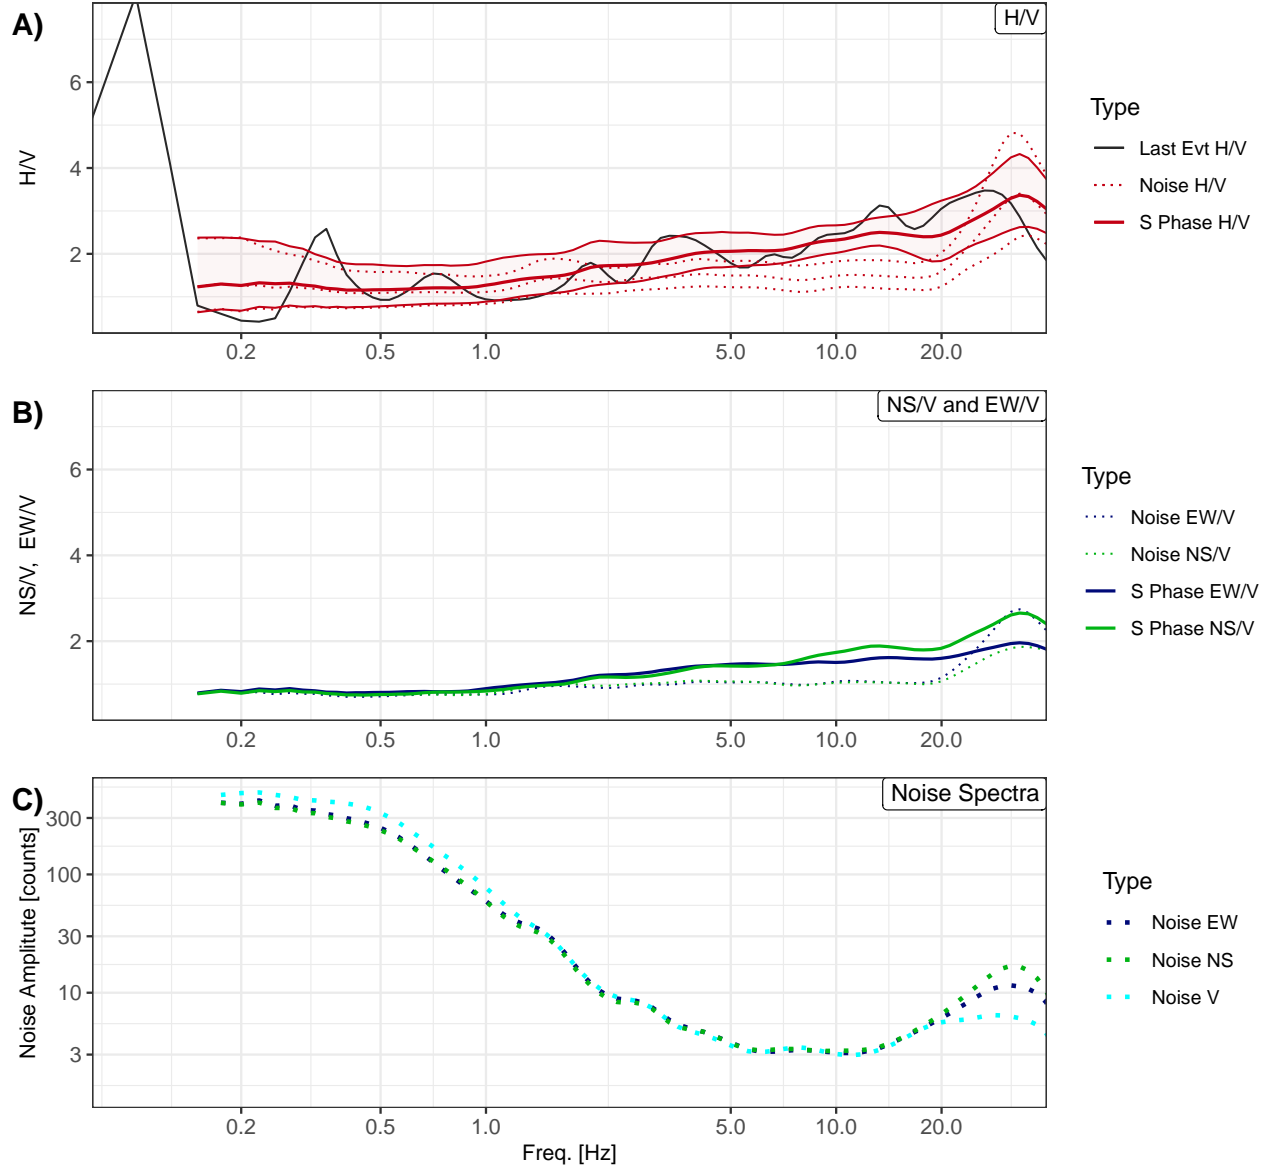 A)
H/V
6
4
2
H/V
0.2 0.5 1.0 5.0 10.0 20.0
Type
Last Evt H/V
Noise H/V
S Phase H/V
B)
NS/V and EW/V
6
4
2
NS/V,  EW/V
0.2 0.5 1.0 5.0 10.0 20.0
Type
Noise EW/V
Noise NS/V
S Phase EW/V
S Phase NS/V
C)
Noise Spectra
300
100
30
10
3
Noise Amplitute [counts]
0.2 0.5 1.0 5.0 10.0 20.0
Freq. [Hz]
Type
Noise EW
Noise NS
Noise V